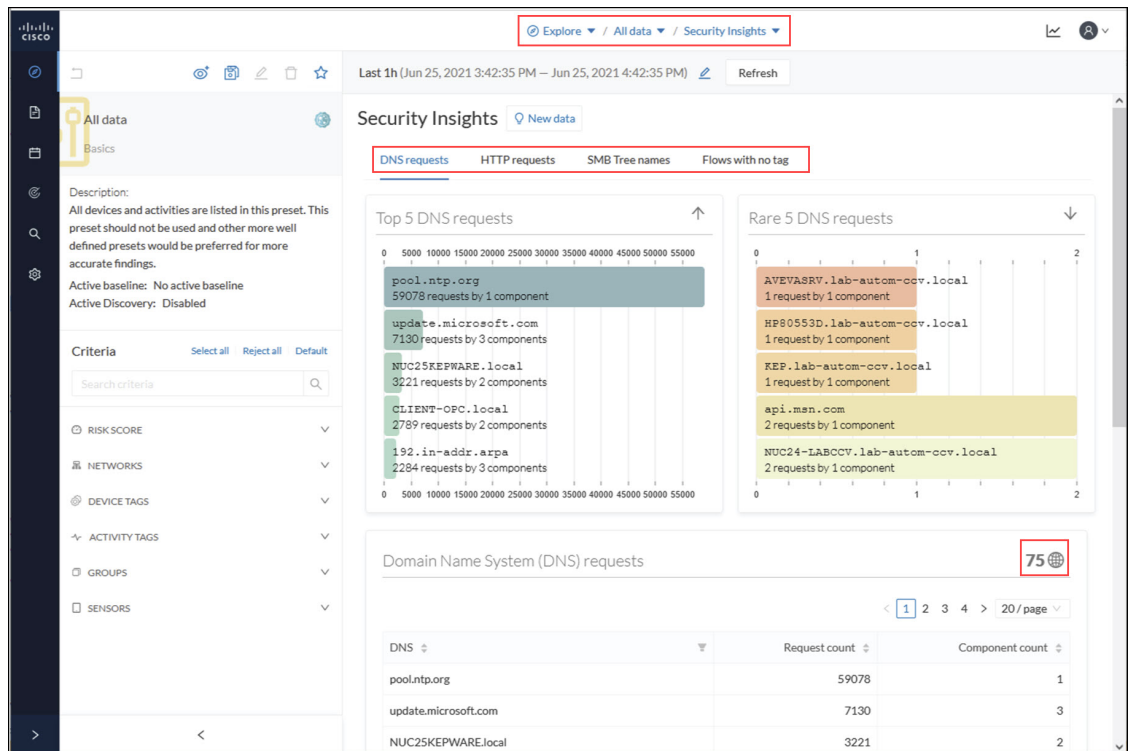 CISCO
Explore / All data / Security Insights
Last 1h (Jun 25, 2021 3:42:35 PM — Jun 25, 2021 4:42:35 PM) Refresh
All data
Basics
Description:
All devices and activities are listed in this preset. This
preset should not be used and other more well
defined presets would be preferred for more
accurate findings.
Active baseline: No active baseline
Active Discovery: Disabled
Criteria Select all Reject all Default
Search criteria
RISK SCORE
NETWORKS
DEVICE TAGS
ACTIVITY TAGS
GROUPS
SENSORS
Security Insights New data
DNS requests HTTP requests SMB Tree names Flows with no tag
Top 5 DNS requests
0 5000 10000 15000 20000 25000 30000 35000 40000 45000 50000 55000
pool.ntp.org
59078 requests by 1 component
update.microsoft.com
7130 requests by 3 components
NUC25KEPWARE.local
3221 requests by 2 components
CLIENT-OPC.local
2789 requests by 2 components
192.in-addr.arpa
2284 requests by 3 components
0 5000 10000 15000 20000 25000 30000 35000 40000 45000 50000 55000
Rare 5 DNS requests
0 1 2
AVEVASRV.lab-autom-ccv.local
1 request by 1 component
HP80553D.lab-autom-ccv.local
1 request by 1 component
KEP.lab-autom-ccv.local
1 request by 1 component
api.msn.com
2 requests by 1 component
NUC24-LABCCV.lab-autom-ccv.local
2 requests by 1 component
0 1 2
Domain Name System (DNS) requests 75
< 1 2 3 4 > 20 / page
DNS Request count Component count
pool.ntp.org 59078 1
update.microsoft.com 7130 3
NUC25KEPWARE.local 3221 2